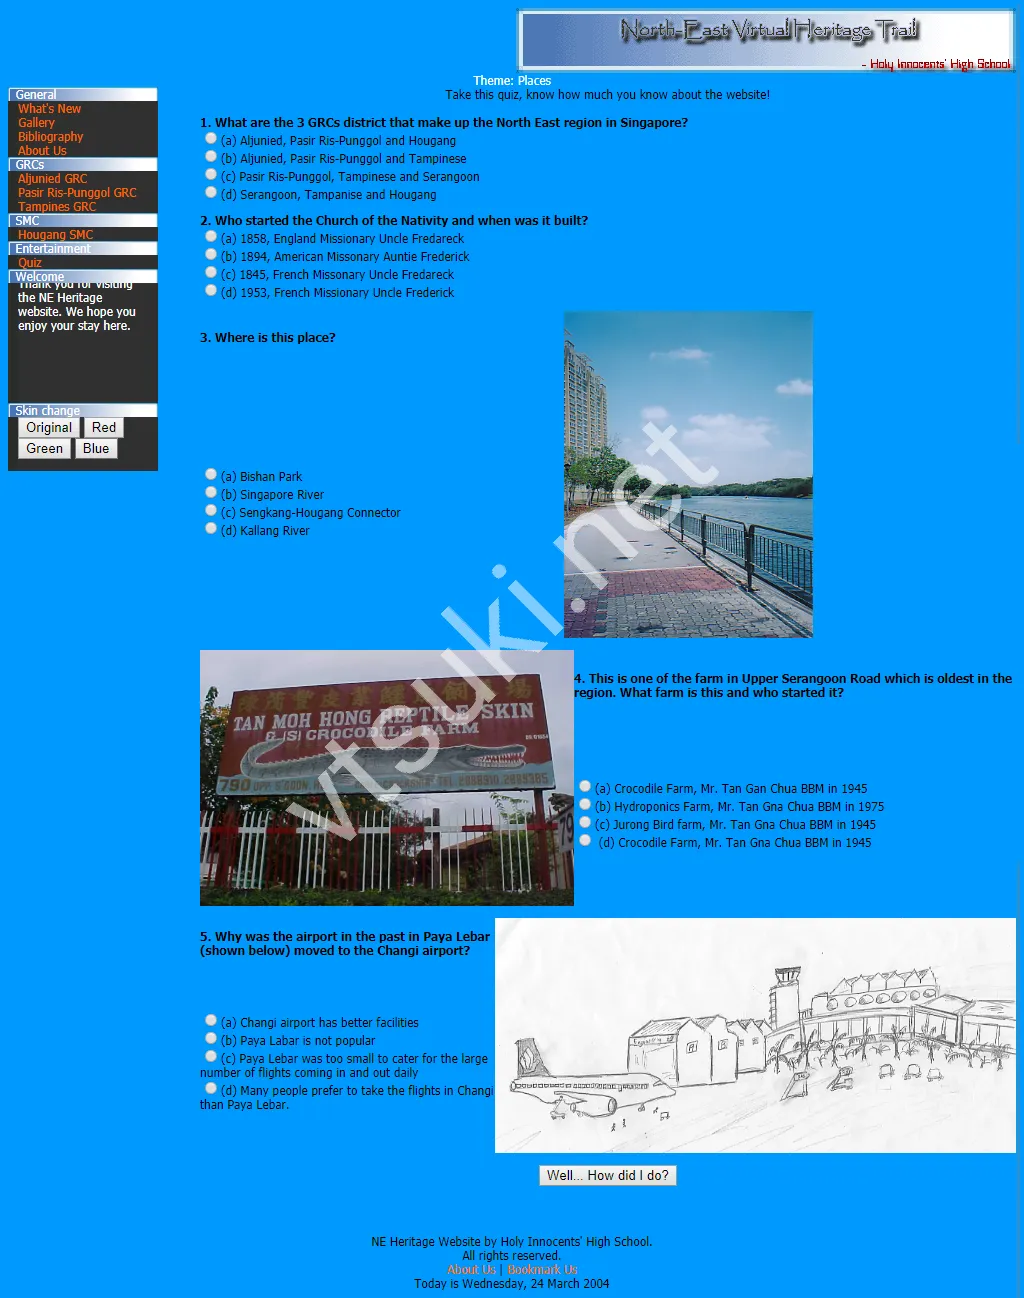 North-East Virtual Heritage Trail
- Holy Innocents' High School
Theme: Places
Take this quiz, know how much you know about the website!
General
What's New
Gallery
Bibliography
About Us
GRCs
Aljunied GRC
Pasir Ris-Punggol GRC
Tampines GRC
SMC
Hougang SMC
Entertainment
Quiz
Welcome
Thank you for visiting
the NE Heritage
website. We hope you
enjoy your stay here.
Skin change
Original Red
Green Blue
1. What are the 3 GRCs district that make up the North East region in Singapore?
(a) Aljunied, Pasir Ris-Punggol and Hougang
(b) Aljunied, Pasir Ris-Punggol and Tampinese
(c) Pasir Ris-Punggol, Tampinese and Serangoon
(d) Serangoon, Tampanise and Hougang
2. Who started the Church of the Nativity and when was it built?
(a) 1858, England Missionary Uncle Fredareck
(b) 1894, American Missonary Auntie Frederick
(c) 1845, French Missonary Uncle Fredareck
(d) 1953, French Missionary Uncle Frederick
3. Where is this place?
(a) Bishan Park
(b) Singapore River
(c) Sengkang-Hougang Connector
(d) Kallang River
vtsuki.net
TAN MOH HONG REPTILE SKIN
& CROCODILE FARM
790
4. This is one of the farm in Upper Serangoon Road which is oldest in the
region. What farm is this and who started it?
(a) Crocodile Farm, Mr. Tan Gan Chua BBM in 1945
(b) Hydroponics Farm, Mr. Tan Gna Chua BBM in 1975
(c) Jurong Bird farm, Mr. Tan Gna Chua BBM in 1945
(d) Crocodile Farm, Mr. Tan Gna Chua BBM in 1945
5. Why was the airport in the past in Paya Lebar
(shown below) moved to the Changi airport?
(a) Changi airport has better facilities
(b) Paya Labar is not popular
(c) Paya Lebar was too small to cater for the large
number of flights coming in and out daily
(d) Many people prefer to take the flights in Changi
than Paya Lebar.
Well... How did I do?
NE Heritage Website by Holy Innocents' High School.
All rights reserved.
About Us | Bookmark Us
Today is Wednesday, 24 March 2004